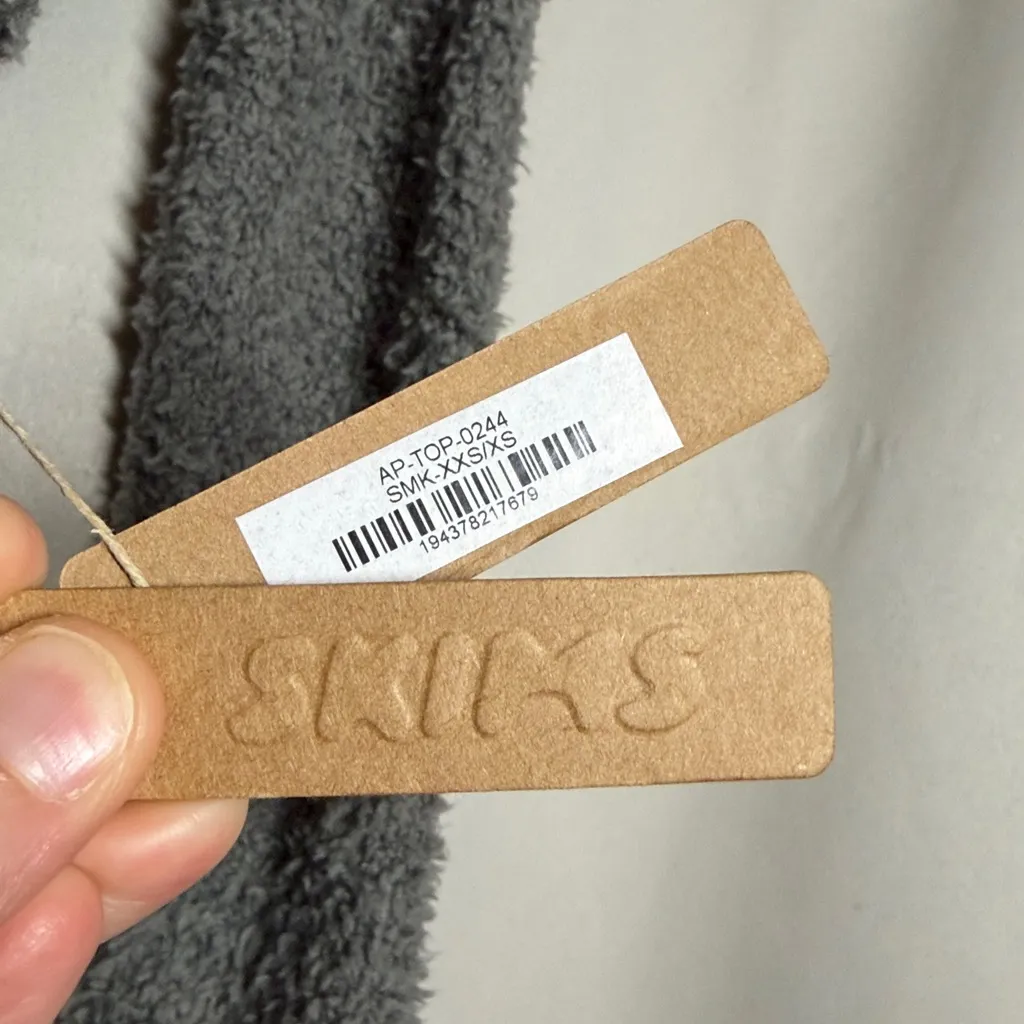 AP-TOP-0244
SMK-XXS/XS
194378217679
SKIMS